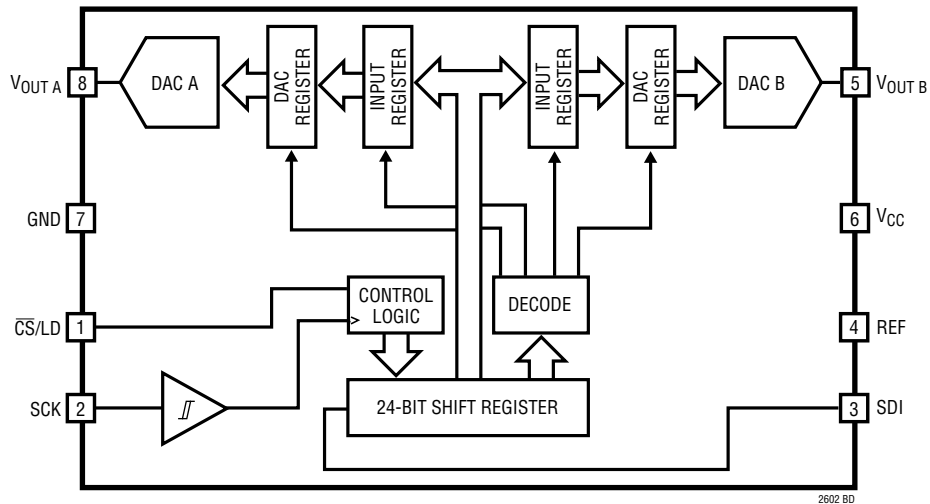 VOUT A
8
DAC A
DAC
REGISTER
INPUT
REGISTER
INPUT
REGISTER
DAC
REGISTER
DAC B
5
VOUT B
GND
7
6
VCC
CS/LD
1
CONTROL
LOGIC
DECODE
4
REF
SCK
2
24-BIT SHIFT REGISTER
3
SDI
2602 BD